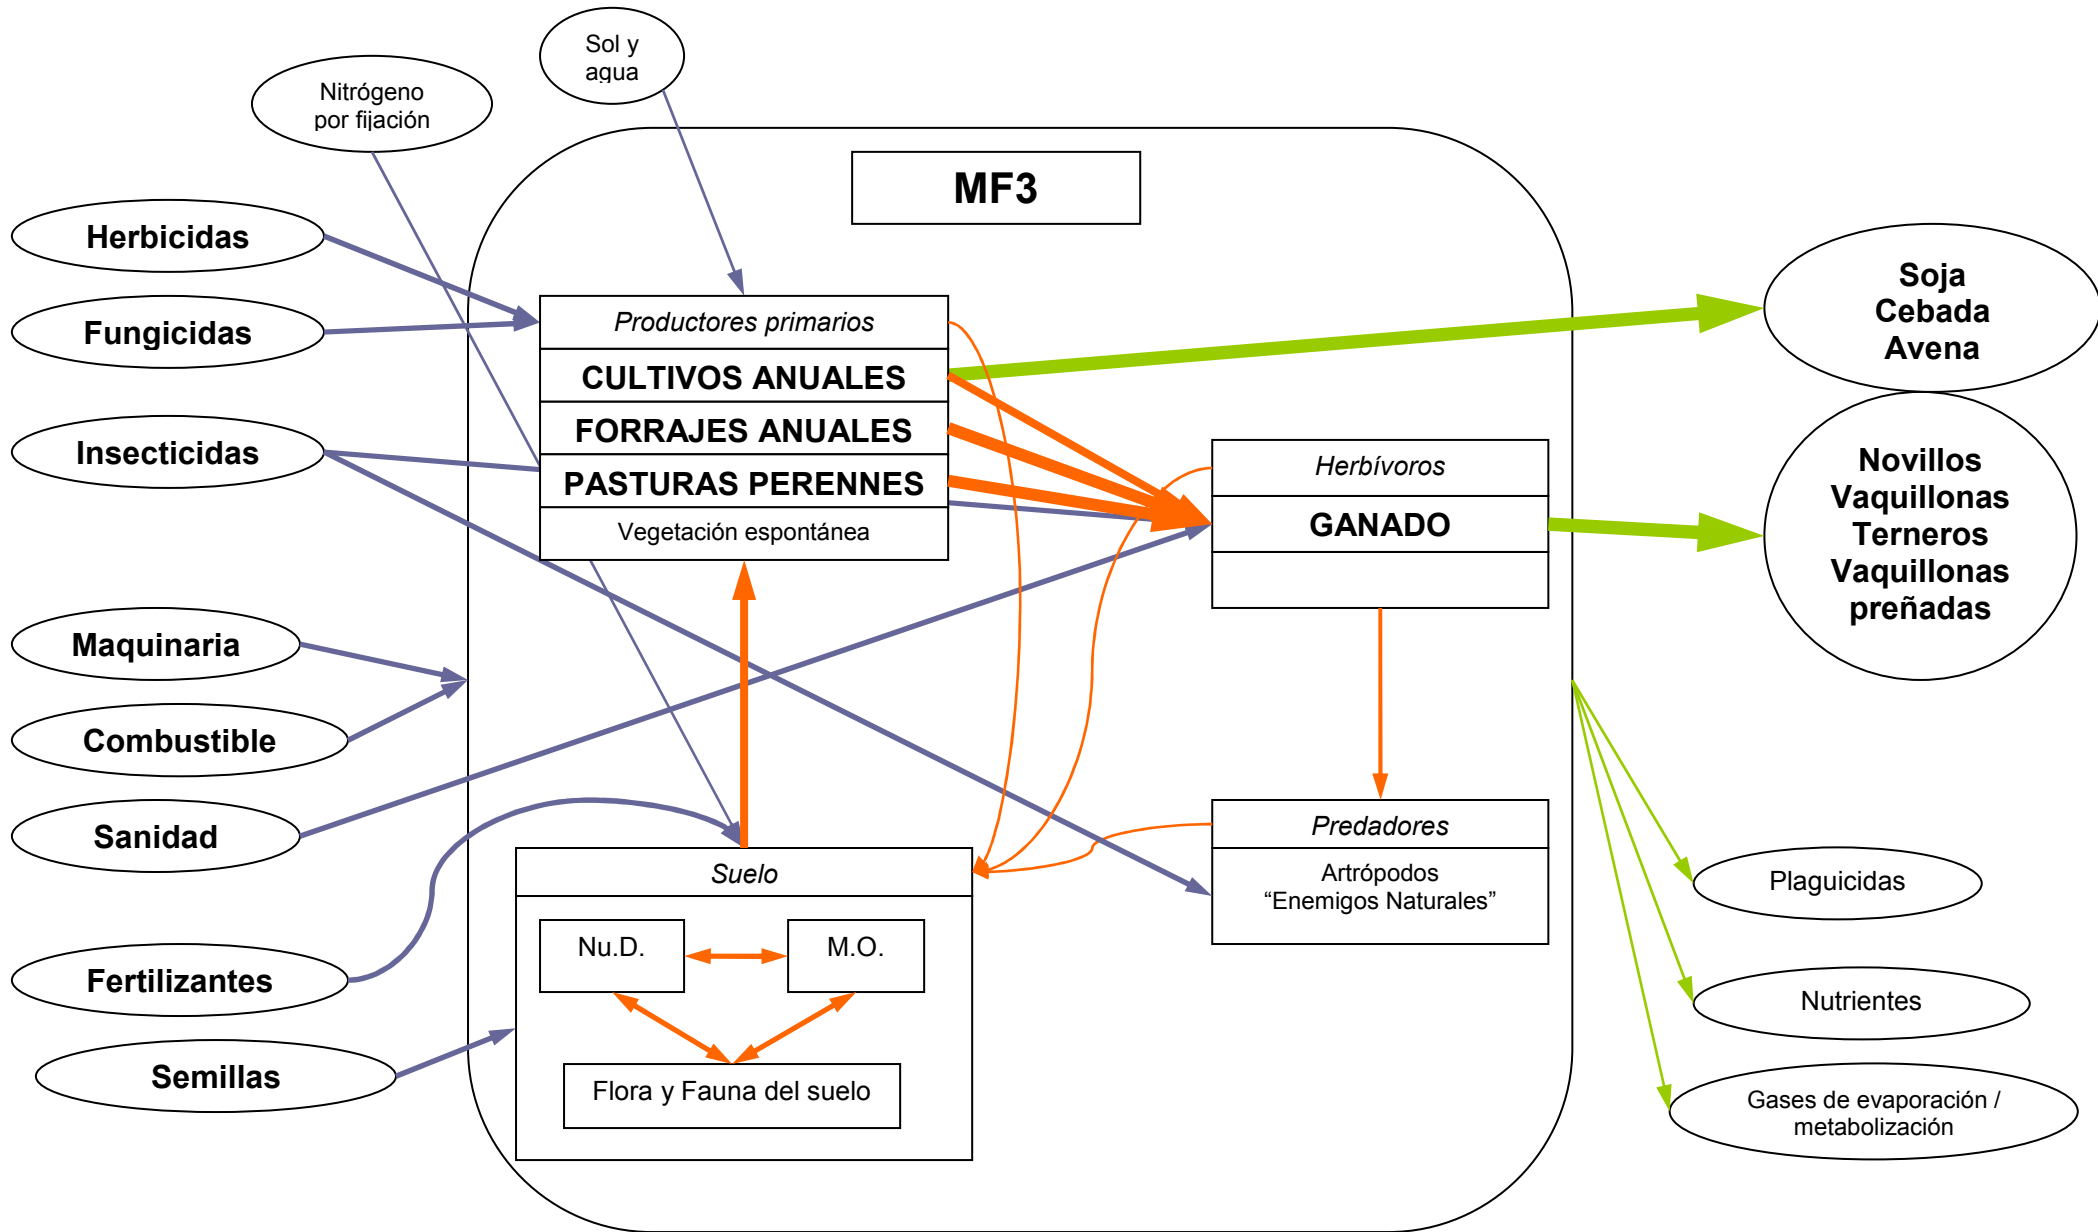 Sol y
agua
Nitrógeno
por fijación
MF3
Herbicidas
Fungicidas
Insecticidas
Maquinaria
Combustible
Sanidad
Fertilizantes
Semillas
Productores primarios
CULTIVOS ANUALES
FORRAJES ANUALES
PASTURAS PERENNES
Vegetación espontánea
Herbívoros
GANADO
Predadores
Artrópodos
“Enemigos Naturales”
Suelo
Nu.D.
M.O.
Flora y Fauna del suelo
Soja
Cebada
Avena
Novillos
Vaquillonas
Terneros
Vaquillonas
preñadas
Plaguicidas
Nutrientes
Gases de evaporación /
metabolización